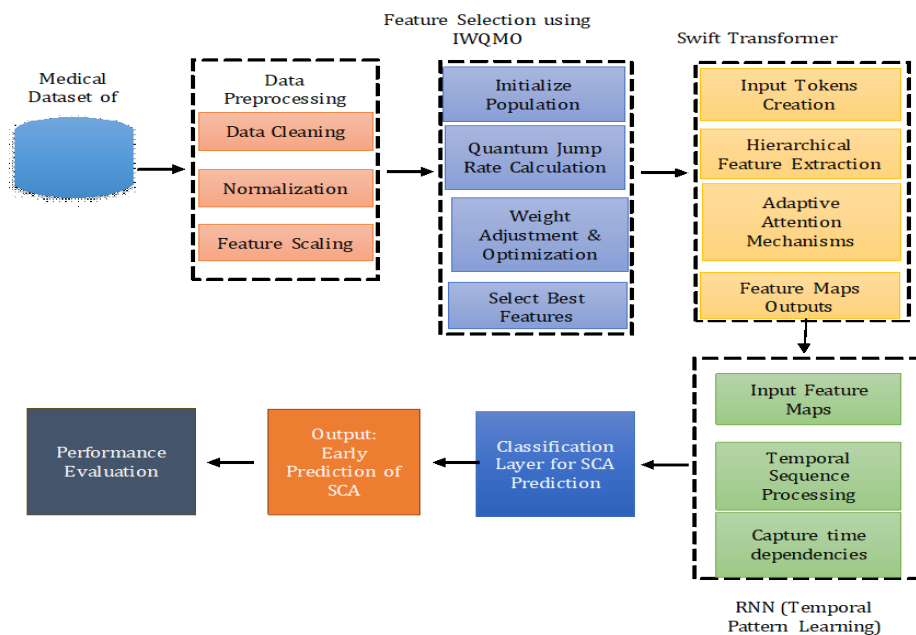 Medical
Dataset of
Data
Preprocessing
Data Cleaning
Normalization
Feature Scaling
Feature Selection using
IWQMO
Initialize
Population
Quantum Jump
Rate Calculation
Weight
Adjustment &
Optimization
Select Best
Features
Swift Transformer
Input Tokens
Creation
Hierarchical
Feature Extraction
Adaptive
Attention
Mechanisms
Feature Maps
Outputs
Input Feature
Maps
Temporal
Sequence
Processing
Capture time
dependencies
RNN (Temporal
Pattern Learning)
Classification
Layer for SCA
Prediction
Output:
Early
Prediction of
SCA
Performance
Evaluation